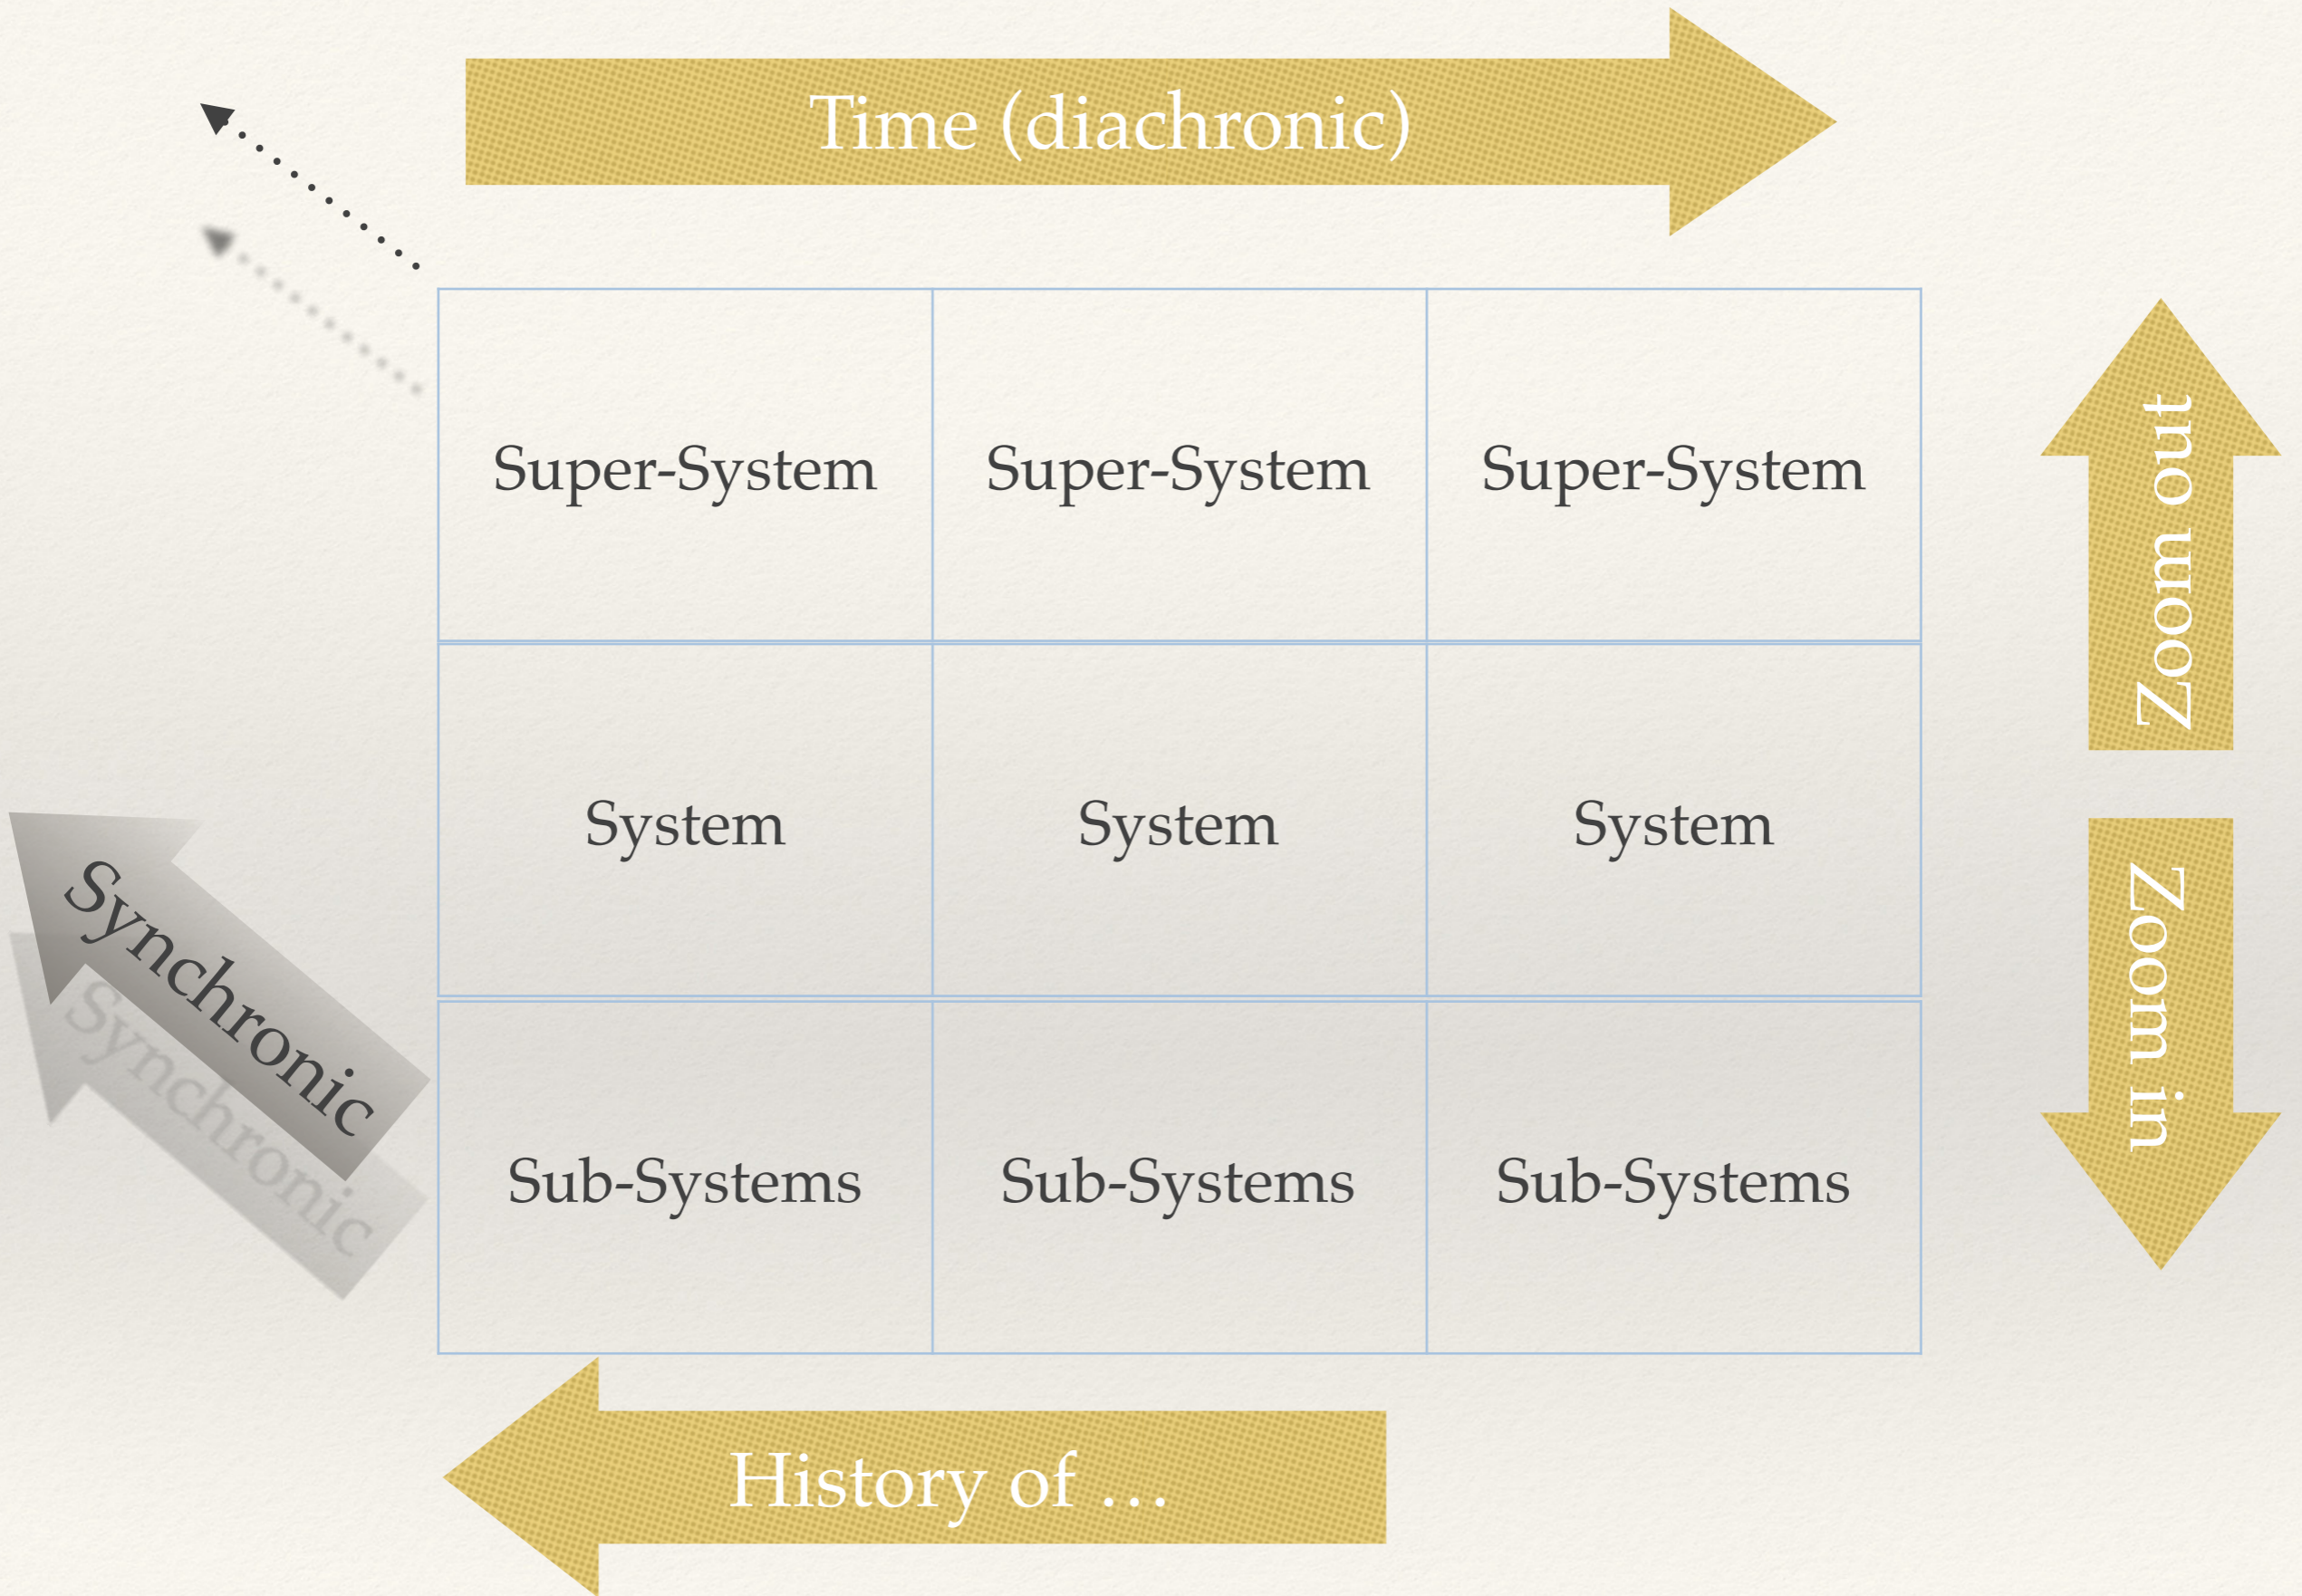 Time (diachronic)
Super-System Super-System Super-System
Zoom out
System System System
Synchronic
Synchronic
Zoom in
Sub-Systems Sub-Systems Sub-Systems
History of …